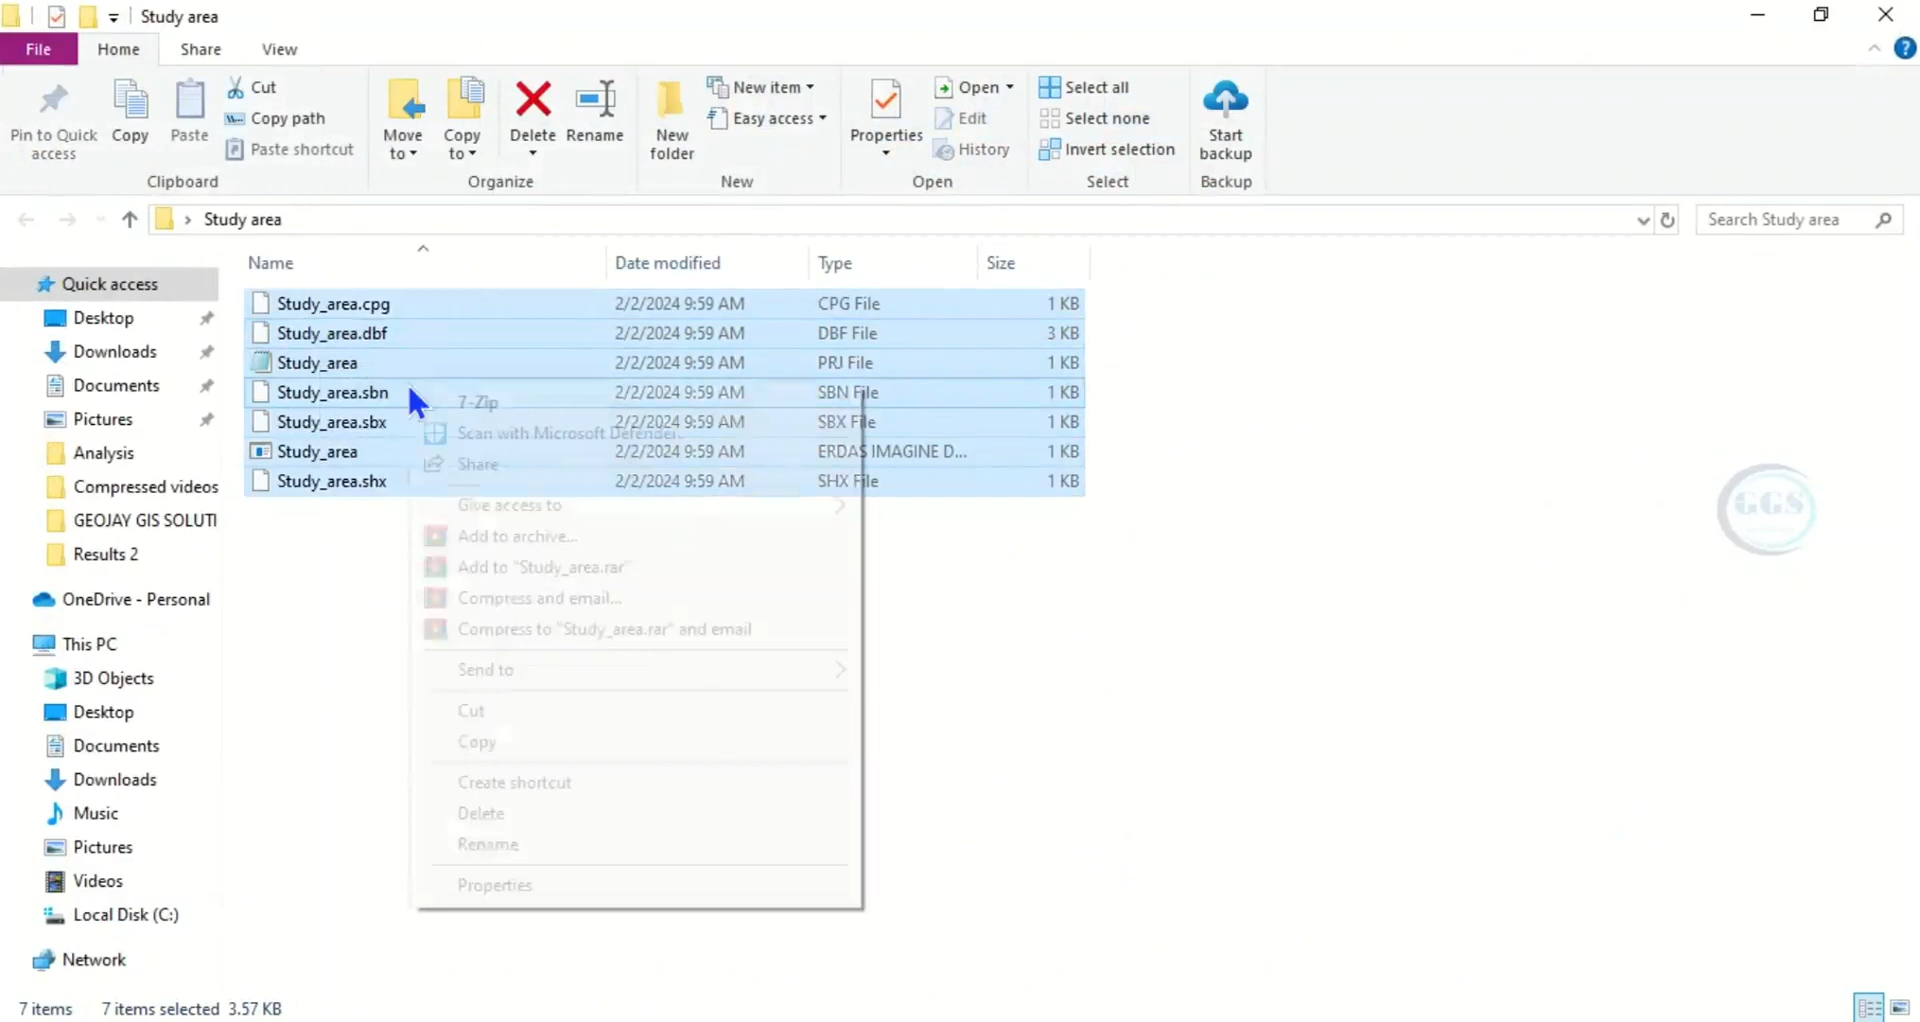 Study area
File Home Share View
Pin to Quick access
Copy
Paste
Cut
Copy path
Paste shortcut
Clipboard
Move to
Copy to
Delete
Rename
Organize
New folder
New item
Easy access
New
Properties
Open
Edit
History
Open
Select all
Select none
Invert selection
Select
Start backup
Backup
Study area
Search Study area
Name Date modified Type Size
Study_area.cpg 2/2/2024 9:59 AM CPG File 1 KB
Study_area.dbf 2/2/2024 9:59 AM DBF File 3 KB
Study_area 2/2/2024 9:59 AM PRJ File 1 KB
Study_area.sbn 2/2/2024 9:59 AM SBN File 1 KB
Study_area.sbx 2/2/2024 9:59 AM SBX File 1 KB
Study_area 2/2/2024 9:59 AM ERDAS IMAGINE D... 1 KB
Study_area.shx 2/2/2024 9:59 AM SHX File 1 KB
7-Zip
Scan with Microsoft Defender...
Share
Give access to
Add to archive...
Add to "Study_area.rar"
Compress and email...
Compress to "Study_area.rar" and email
Send to
Cut
Copy
Create shortcut
Delete
Rename
Properties
Quick access
Desktop
Downloads
Documents
Pictures
Analysis
Compressed videos
GEOJAY GIS SOLUTI
Results 2
OneDrive - Personal
This PC
3D Objects
Desktop
Documents
Downloads
Music
Pictures
Videos
Local Disk (C:)
Network
GGS
7 items 7 items selected 3.57 KB